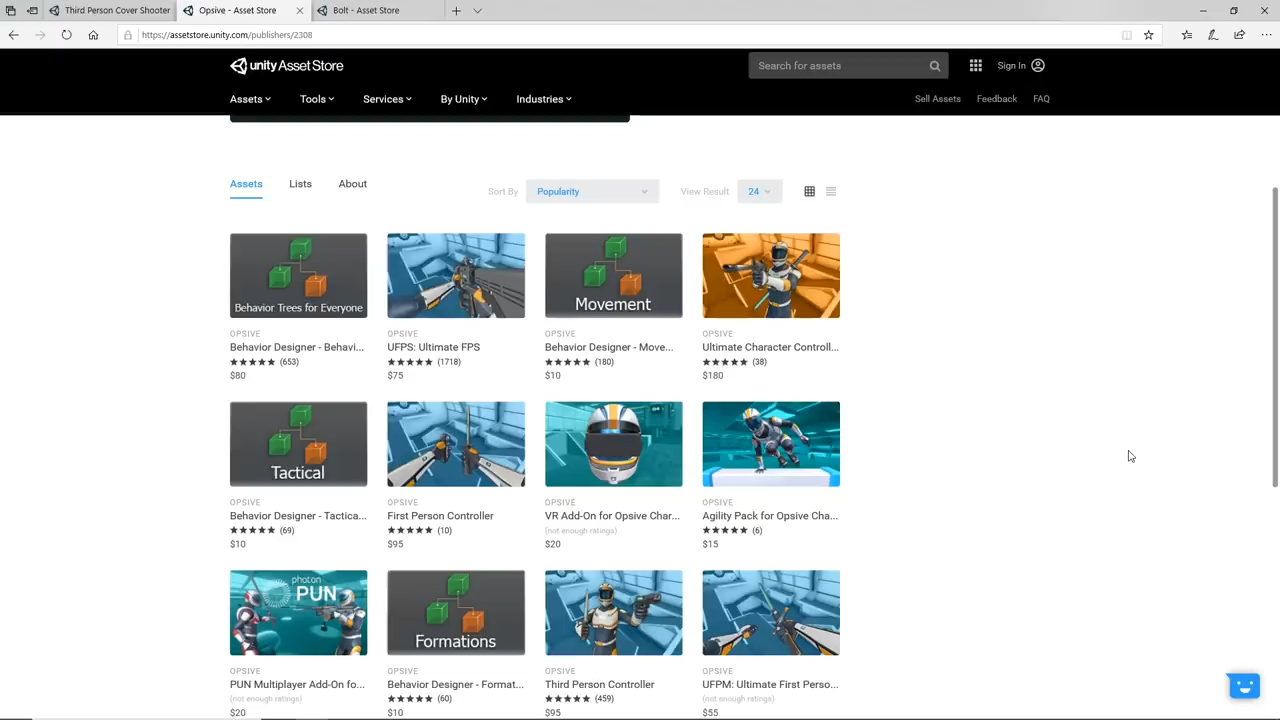 Third Person Cover Shooter
Opsive - Asset Store
Bolt - Asset Store
https://assetstore.unity.com/publishers/2308
unity Asset Store
Search for assets
Sign In
Assets
Tools
Services
By Unity
Industries
Sell Assets
Feedback
FAQ
Assets
Lists
About
Sort By
Popularity
View Result
24
Behavior Trees for Everyone
Movement
OPSIVE
OPSIVE
OPSIVE
OPSIVE
Behavior Designer - Behavi...
UFPS: Ultimate FPS
Behavior Designer - Move...
Ultimate Character Controll...
(653)
(1718)
(180)
(38)
$80
$75
$10
$180
Tactical
OPSIVE
OPSIVE
OPSIVE
OPSIVE
Behavior Designer - Tactica...
First Person Controller
VR Add-On for Opsive Char...
Agility Pack for Opsive Cha...
(69)
(10)
(not enough ratings)
(6)
$10
$95
$20
$15
photon
PUN
Formations
OPSIVE
OPSIVE
OPSIVE
OPSIVE
PUN Multiplayer Add-On fo...
Behavior Designer - Format...
Third Person Controller
UFPM: Ultimate First Perso...
(not enough ratings)
(60)
(459)
(not enough ratings)
$20
$10
$95
$55